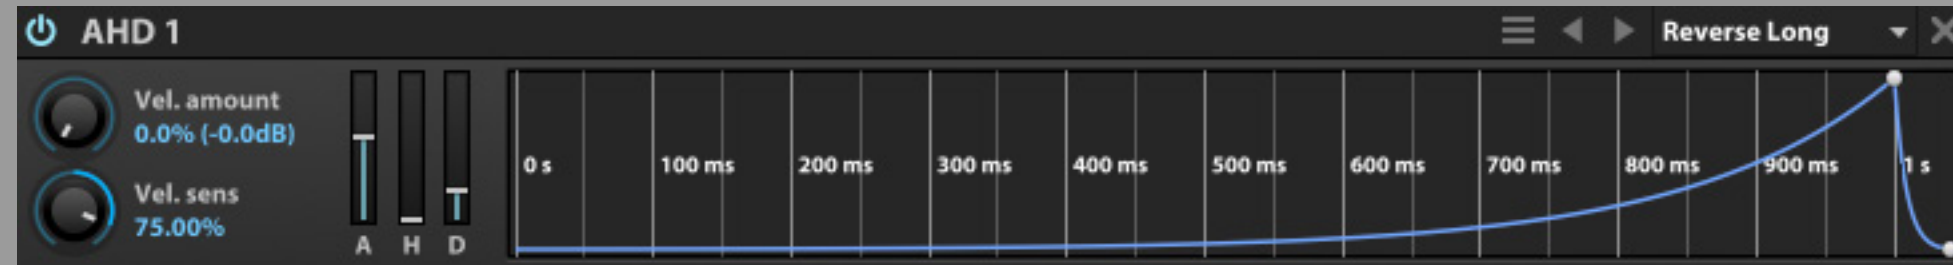 AHD 1
Reverse Long
Vel. amount
0.0% (-0.0dB)
Vel. sens
75.00%
A H D
0 s 100 ms 200 ms 300 ms 400 ms 500 ms 600 ms 700 ms 800 ms 900 ms 1 s